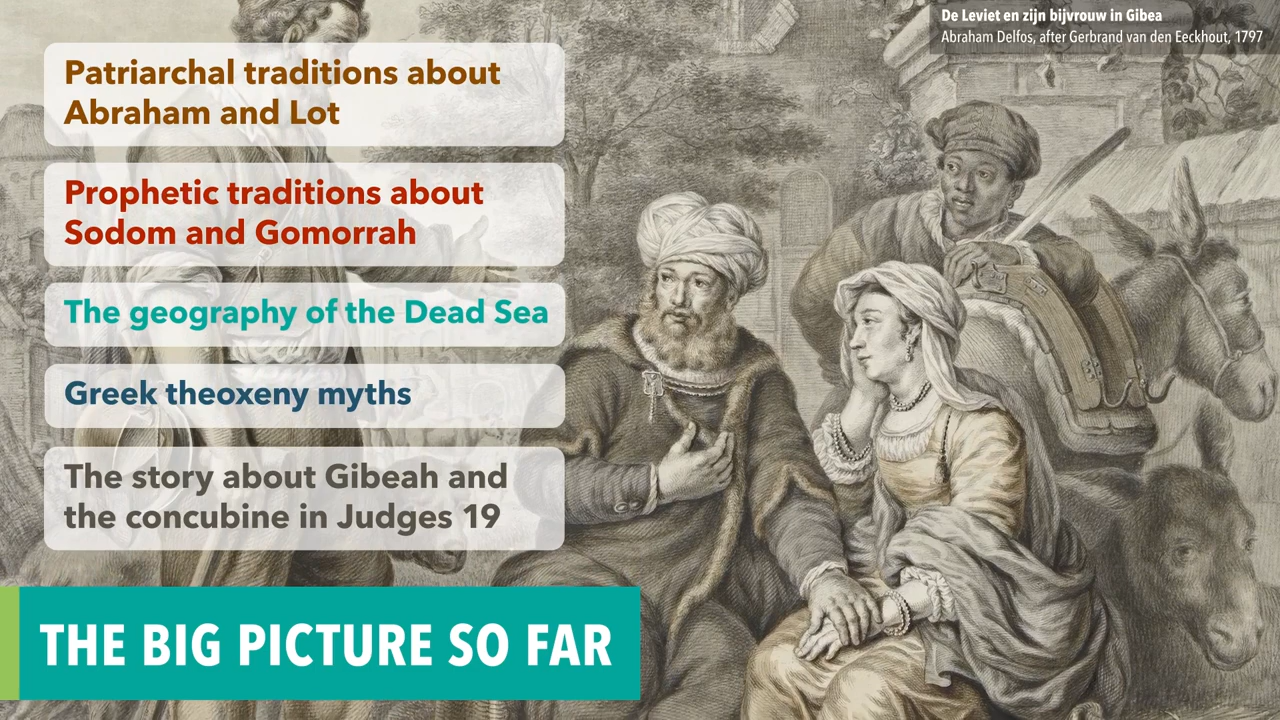 De Leviet en zijn bijvrouw in Gibea
Abraham Delfos, after Gerbrand van den Eeckhout, 1797
Patriarchal traditions about
Abraham and Lot
Prophetic traditions about
Sodom and Gomorrah
The geography of the Dead Sea
Greek theoxeny myths
The story about Gibeah and
the concubine in Judges 19
THE BIG PICTURE SO FAR